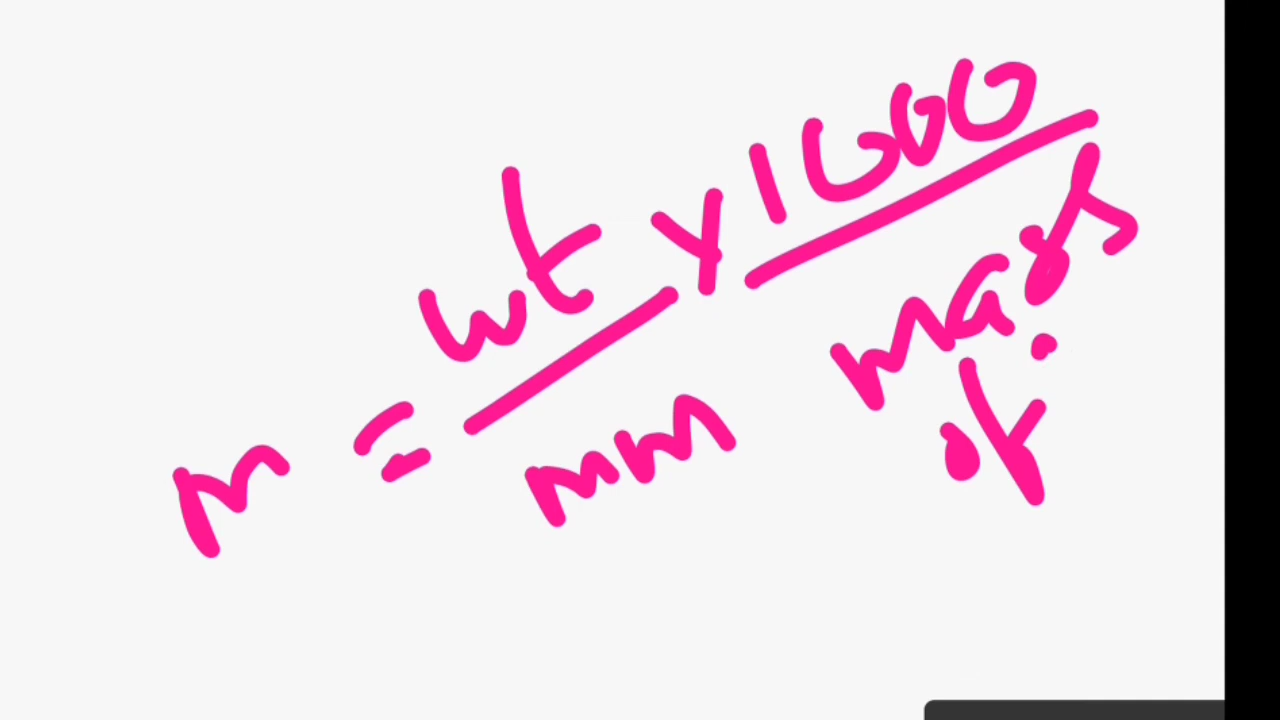 m = wt × 1000
mm mass
of